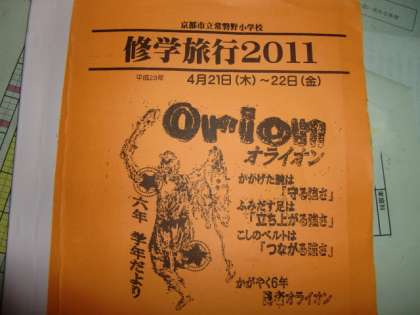 京都市立常磐野小学校
修学旅行2011
平成23年
4月21日(木)～22日(金)
Orion
オライオン
かかげた腕は
「守る強さ」
ふみだす足は
「立ち上がる強さ」
こしのベルトは
「つながる強さ」
六年 学年だより
かがやく6年
勇者オライオン